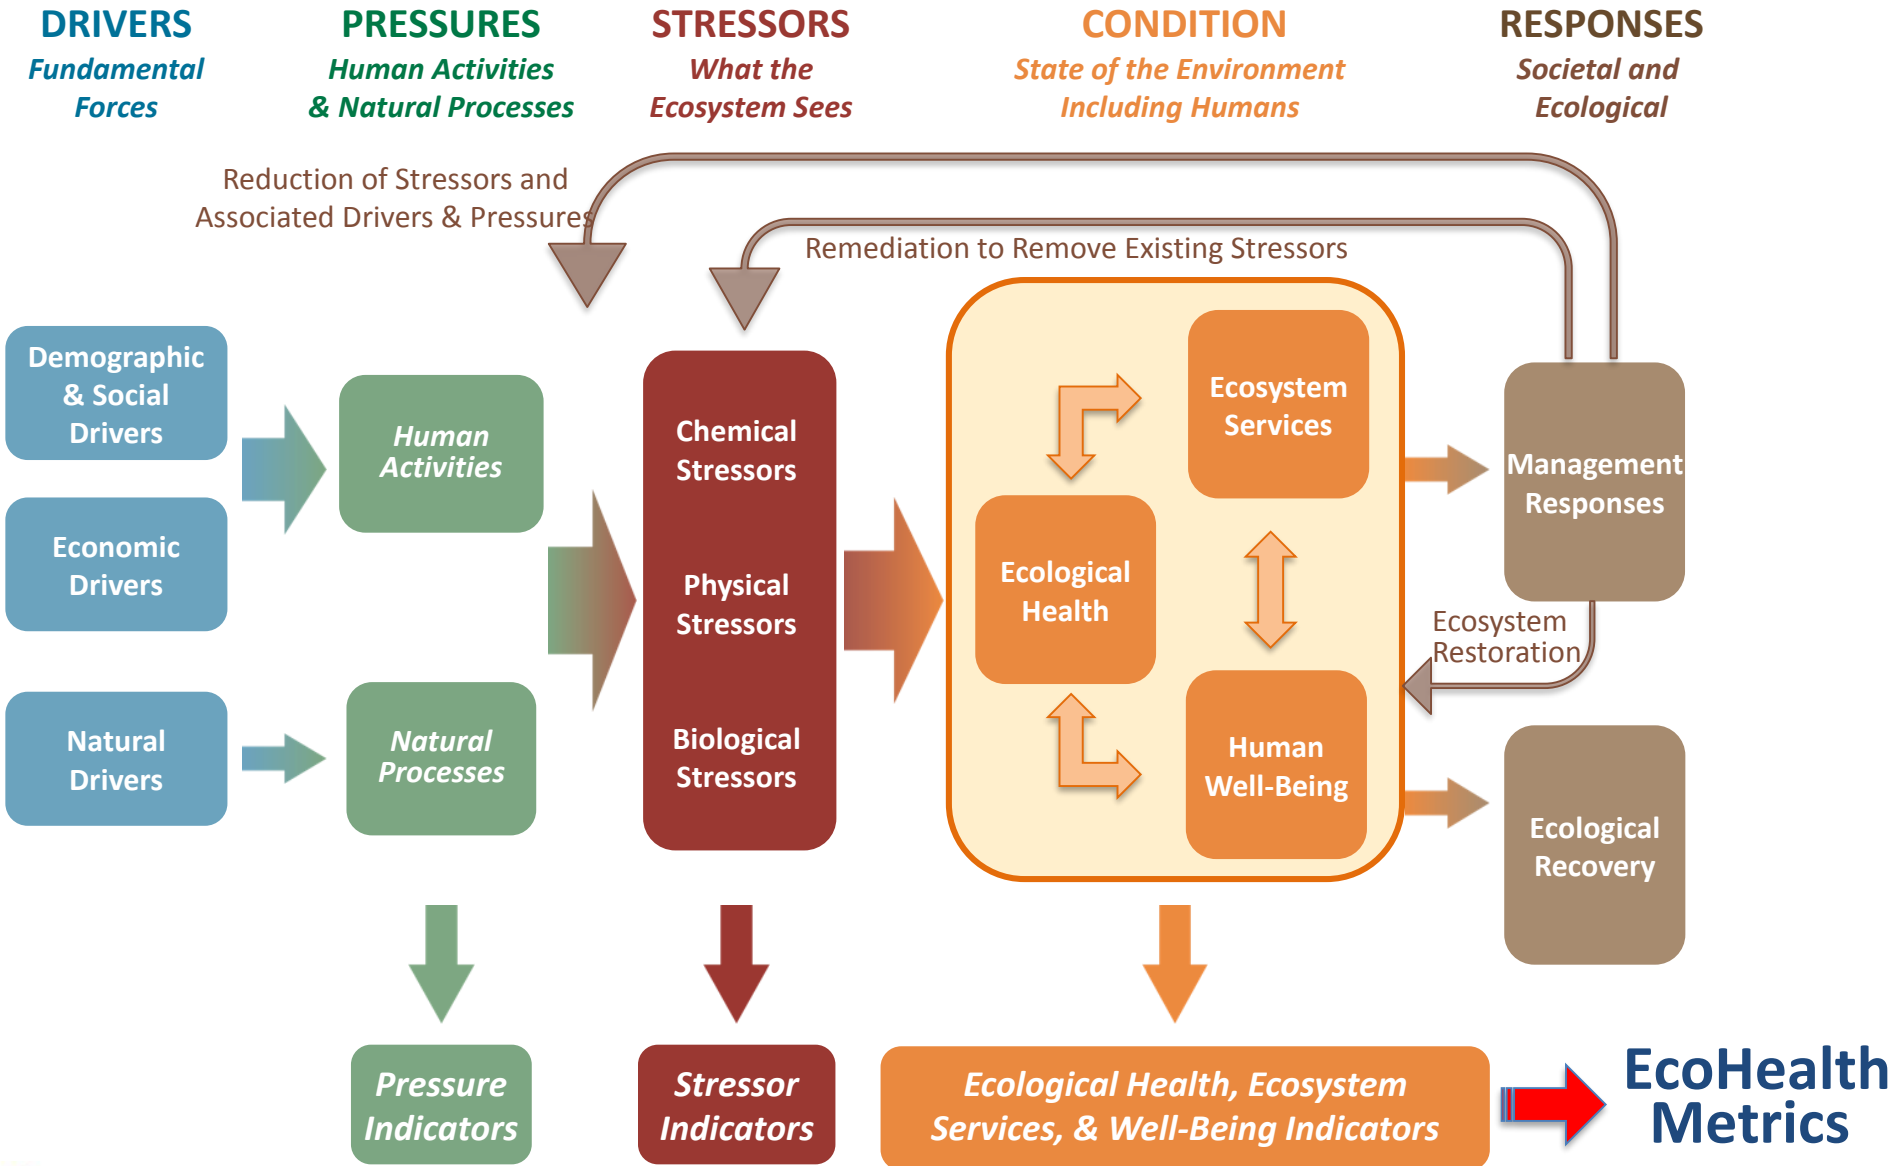 DRIVERS
Fundamental
Forces
PRESSURES
Human Activities
& Natural Processes
STRESSORS
What the
Ecosystem Sees
CONDITION
State of the Environment
Including Humans
RESPONSES
Societal and
Ecological
Reduction of Stressors and
Associated Drivers & Pressures
Remediation to Remove Existing Stressors
Demographic
& Social
Drivers
Economic
Drivers
Natural
Drivers
Human
Activities
Natural
Processes
Chemical
Stressors
Physical
Stressors
Biological
Stressors
Ecological
Health
Ecosystem
Services
Human
Well-Being
Management
Responses
Ecosystem
Restoration
Ecological
Recovery
Pressure
Indicators
Stressor
Indicators
Ecological Health, Ecosystem
Services, & Well-Being Indicators
EcoHealth
Metrics